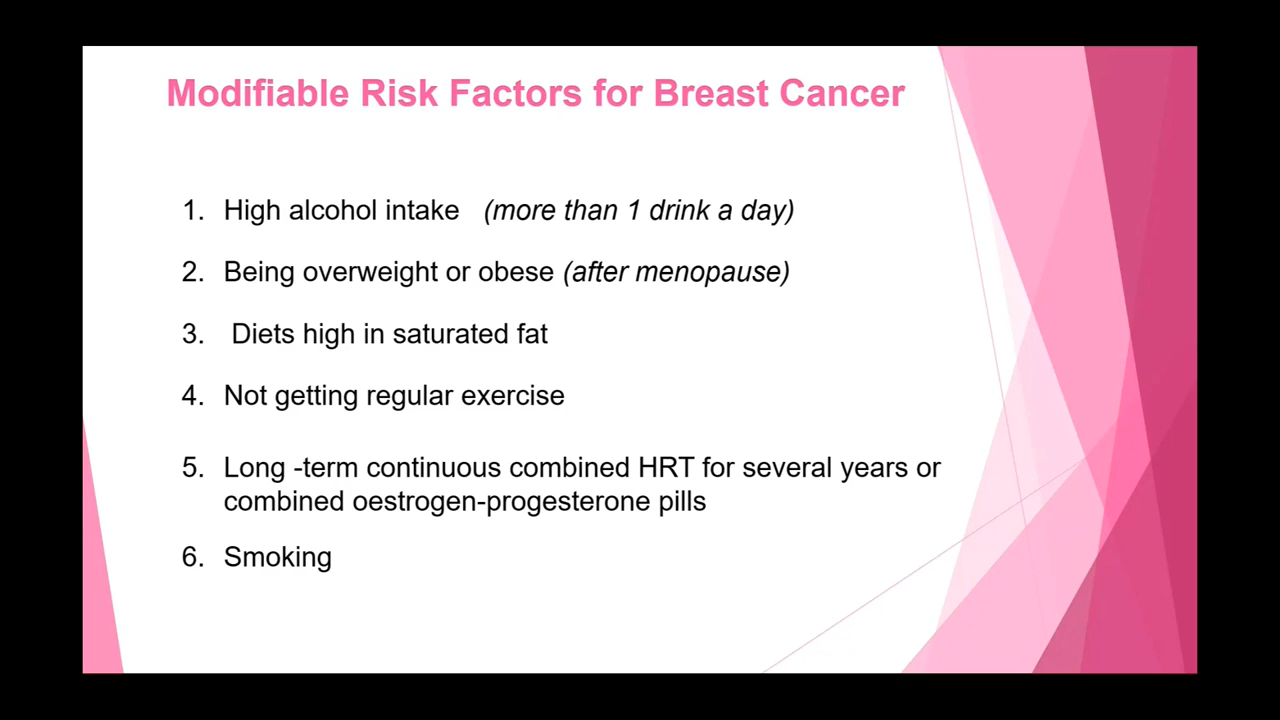 Modifiable Risk Factors for Breast Cancer
1. High alcohol intake (more than 1 drink a day)
2. Being overweight or obese (after menopause)
3. Diets high in saturated fat
4. Not getting regular exercise
5. Long -term continuous combined HRT for several years or
combined oestrogen-progesterone pills
6. Smoking